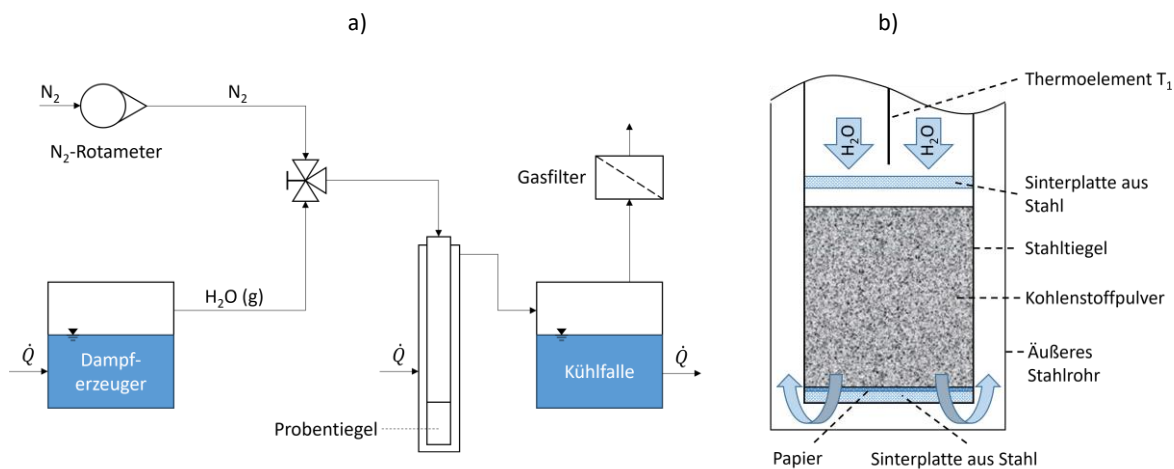 a)
N₂
N₂
N₂-Rotameter
Gasfilter
H₂O (g)
Q̇
Dampf-
erzeuger
Q̇
Kühlfalle
Q̇
Probentiegel
b)
Thermoelement T₁
H₂O
H₂O
Sinterplatte aus
Stahl
Stahltiegel
Kohlenstoffpulver
Äußeres
Stahlrohr
Papier
Sinterplatte aus Stahl